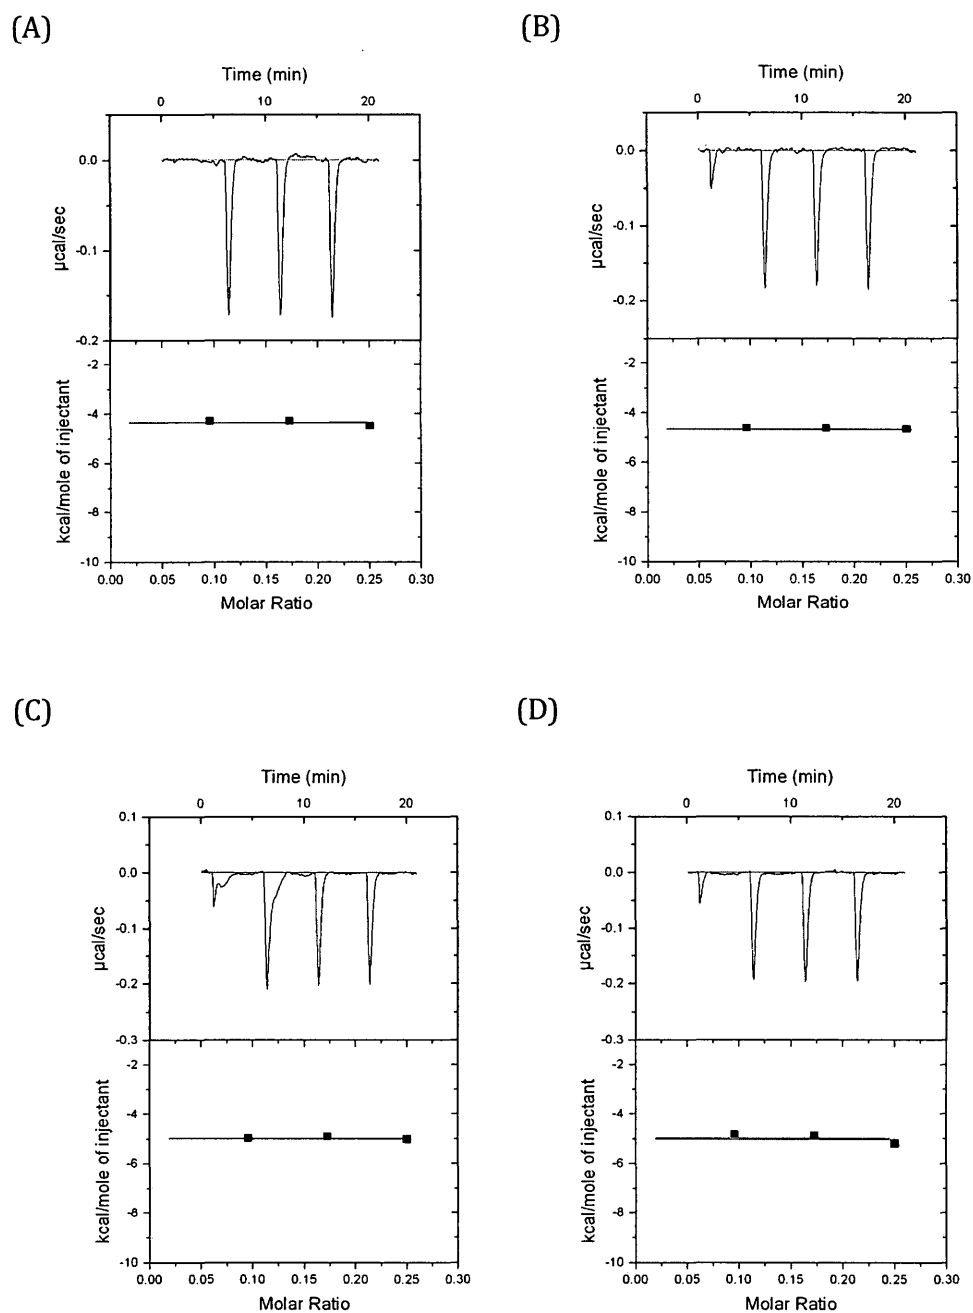 (A)
Time (min)
0 10 20
0.0
-0.1
-0.2
µcal/sec
-2
-4
-6
-8
-10
kcal/mole of injectant
0.00 0.05 0.10 0.15 0.20 0.25 0.30
Molar Ratio
(B)
Time (min)
0 10 20
0.0
-0.1
-0.2
µcal/sec
-2
-4
-6
-8
-10
kcal/mole of injectant
0.00 0.05 0.10 0.15 0.20 0.25 0.30
Molar Ratio
(C)
Time (min)
0 10 20
0.1
0.0
-0.1
-0.2
-0.3
µcal/sec
-2
-4
-6
-8
-10
kcal/mole of injectant
0.00 0.05 0.10 0.15 0.20 0.25 0.30
Molar Ratio
(D)
Time (min)
0 10 20
0.1
0.0
-0.1
-0.2
-0.3
µcal/sec
-2
-4
-6
-8
-10
kcal/mole of injectant
0.00 0.05 0.10 0.15 0.20 0.25 0.30
Molar Ratio